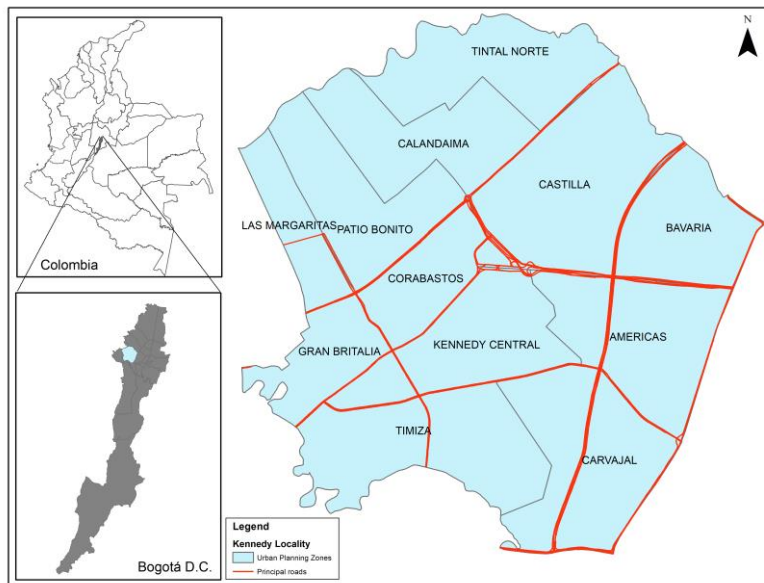 N
TINTAL NORTE
CALANDAIMA
CASTILLA
LAS MARGARITAS
PATIO BONITO
BAVARIA
CORABASTOS
GRAN BRITALIA
KENNEDY CENTRAL
AMERICAS
TIMIZA
CARVAJAL
Colombia
Bogotá D.C.
Legend
Kennedy Locality
Urban Planning Zones
Principal roads